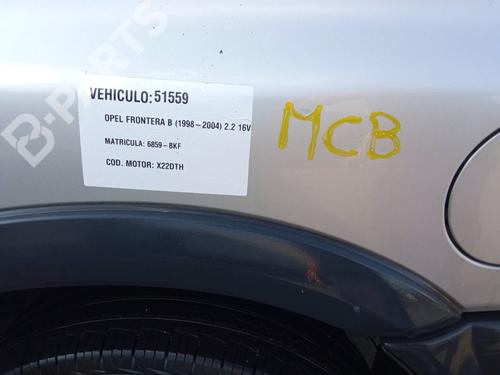 VEHICULO:51559
OPEL FRONTERA B (1998-2004) 2.2 16V
MATRICULA: 6859-BKF
COD. MOTOR: X22DTH
MCB
B-PARTS